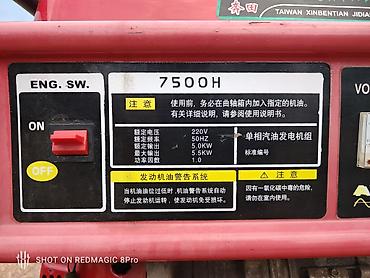 奔田
TAIWAN XINBENTIAN JIDIAN
ENG. SW.
ON
OFF
7500H
注意
使用前，务必在曲轴箱内加入指定的机油。
有关详细说明，请参阅使用说明书。
额定电压 220V
额定频率 50HZ
额定输出 5.0KW
最大输出 5.5KW
功率因数 1.0
单相汽油发电机组
标准编号
发动机油警告系统
当机油油位过低时，机油警告系统自动
停止发动机运转，使发动机免受损坏。
⚠注意
因有一氧化碳中毒的危险，
请勿在室内使用。
VO
SHOT ON REDMAGIC 8Pro